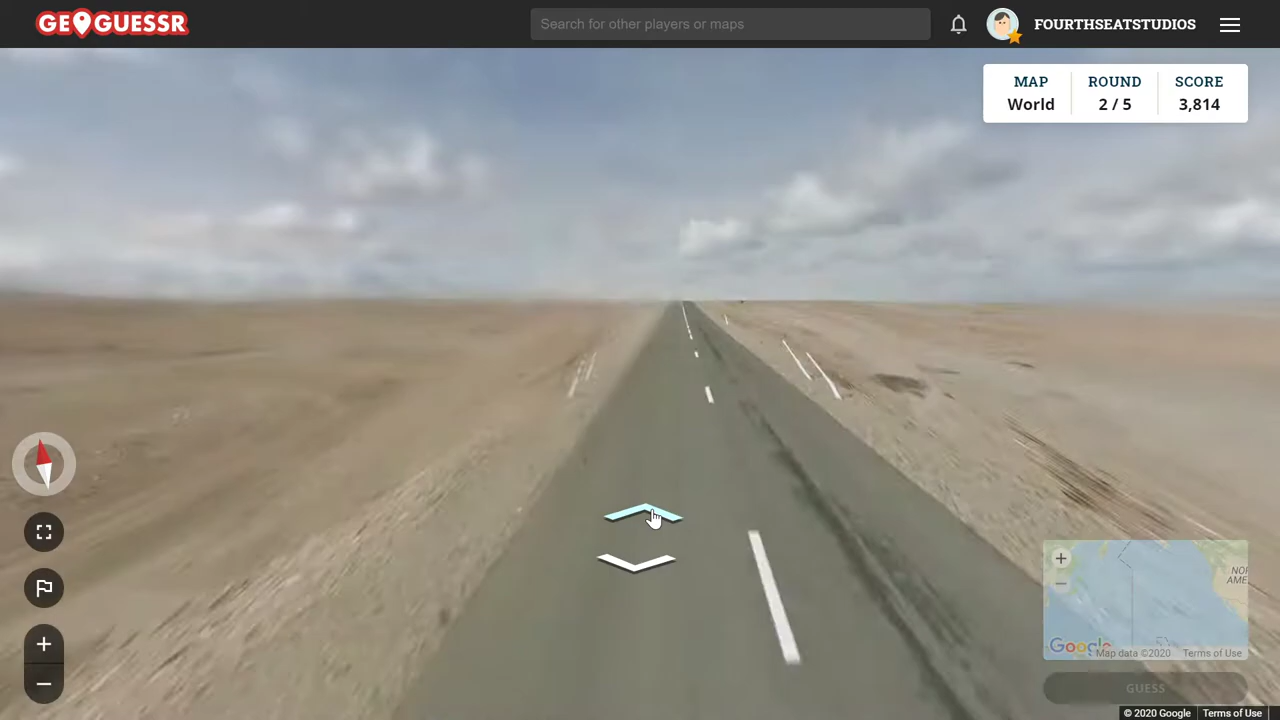 GEOGUESSR
Search for other players or maps
FOURTHSEATSTUDIOS
MAP ROUND SCORE
World 2 / 5 3,814
NOR
AME
Google
Map data ©2020 Terms of Use
GUESS
© 2020 Google Terms of Use